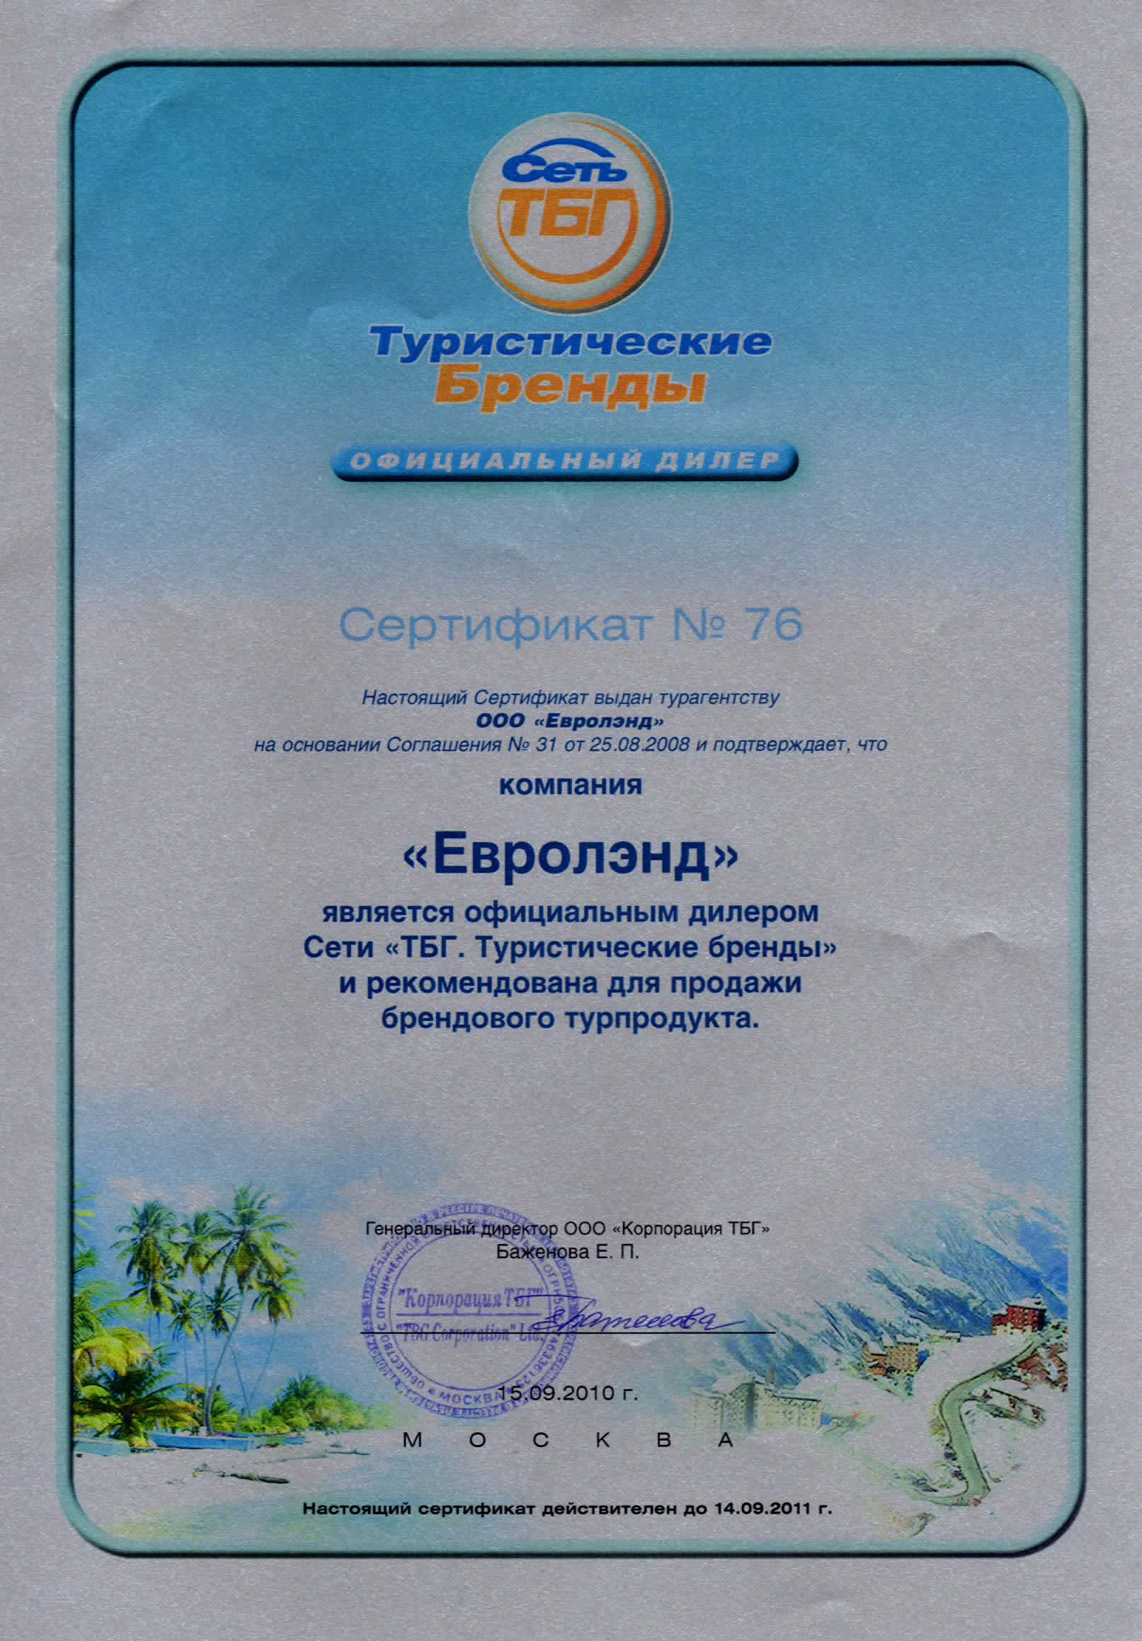 Сеть
ТБГ
Туристические
Бренды
ОФИЦИАЛЬНЫЙ ДИЛЕР
Сертификат № 76
Настоящий Сертификат выдан турагентству
ООО «Евролэнд»
на основании Соглашения № 31 от 25.08.2008 и подтверждает, что
компания
«Евролэнд»
является официальным дилером
Сети «ТБГ. Туристические бренды»
и рекомендована для продажи
брендового турпродукта.
Генеральный директор ООО «Корпорация ТБГ»
Баженова Е. П.
"Корпорация ТБГ"
"TBG Corporation" Ltd.
МОСКВА
15.09.2010 г.
МОСКВА
Настоящий сертификат действителен до 14.09.2011 г.